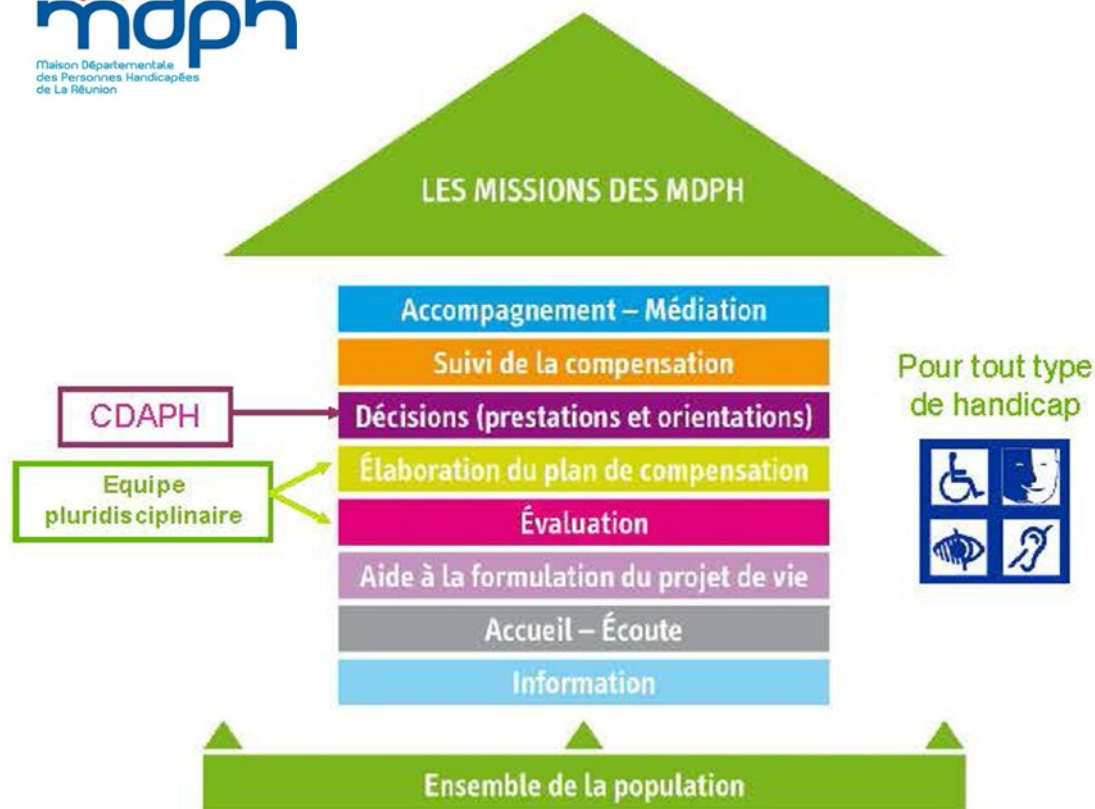 mdph
Maison Départementale
des Personnes Handicapées
de La Réunion
LES MISSIONS DES MDPH
Accompagnement – Médiation
Suivi de la compensation
CDAPH
Décisions (prestations et orientations)
Equipe
pluridisciplinaire
Élaboration du plan de compensation
Évaluation
Aide à la formulation du projet de vie
Accueil – Écoute
Information
Pour tout type
de handicap
Ensemble de la population